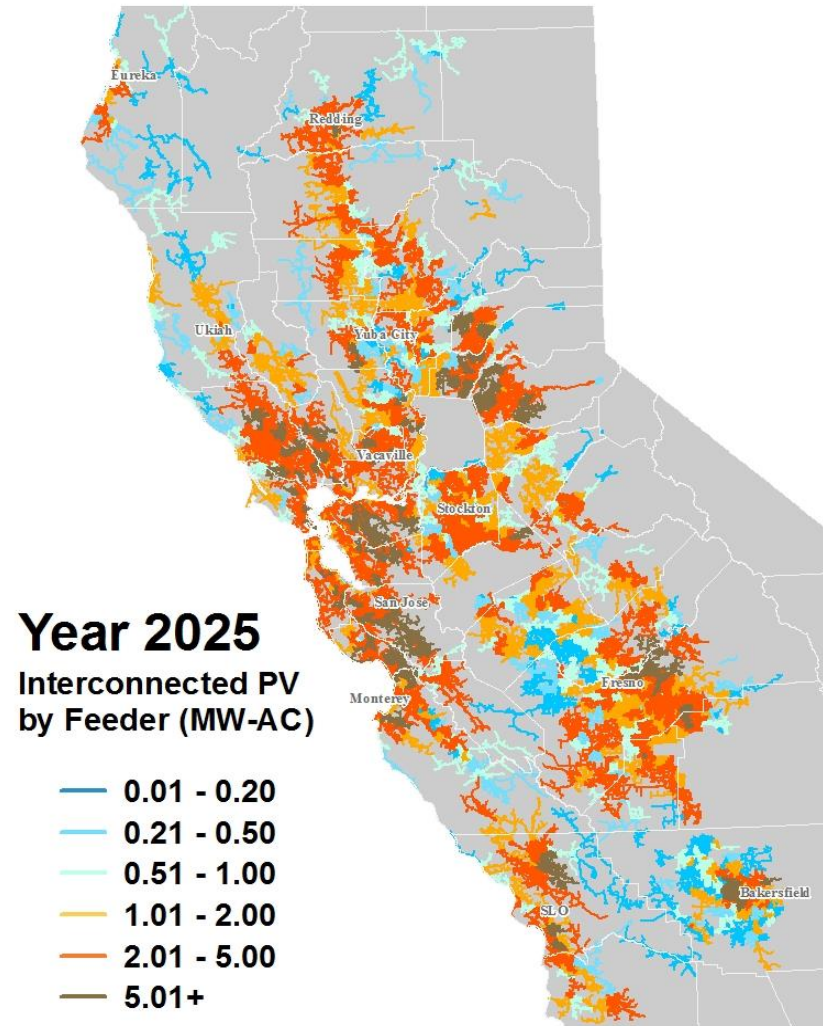 Eureka
Redding
Ukiah
Yuba City
Vacaville
Stockton
San Jose
Monterey
Fresno
SLO
Bakersfield
Year 2025
Interconnected PV
by Feeder (MW-AC)
0.01 - 0.20
0.21 - 0.50
0.51 - 1.00
1.01 - 2.00
2.01 - 5.00
5.01+